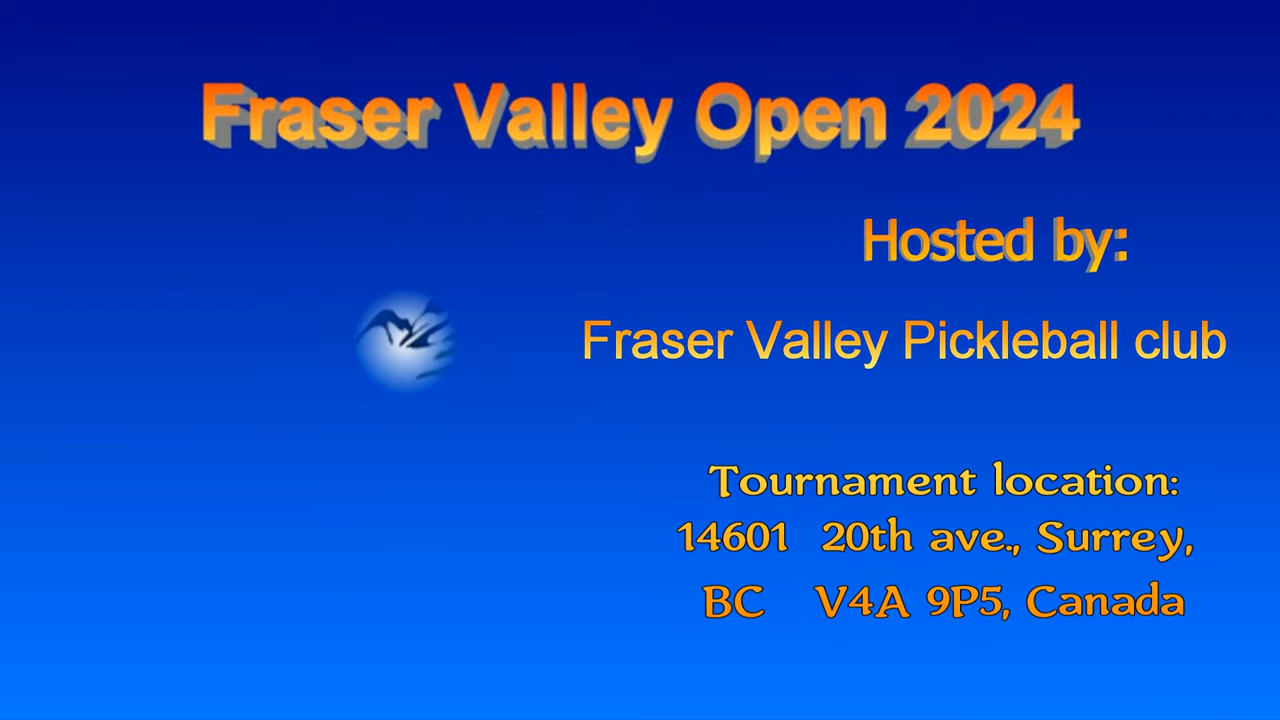 Fraser Valley Open 2024
Hosted by:
Fraser Valley Pickleball club
Tournament location:
14601 20th ave., Surrey,
BC V4A 9P5, Canada